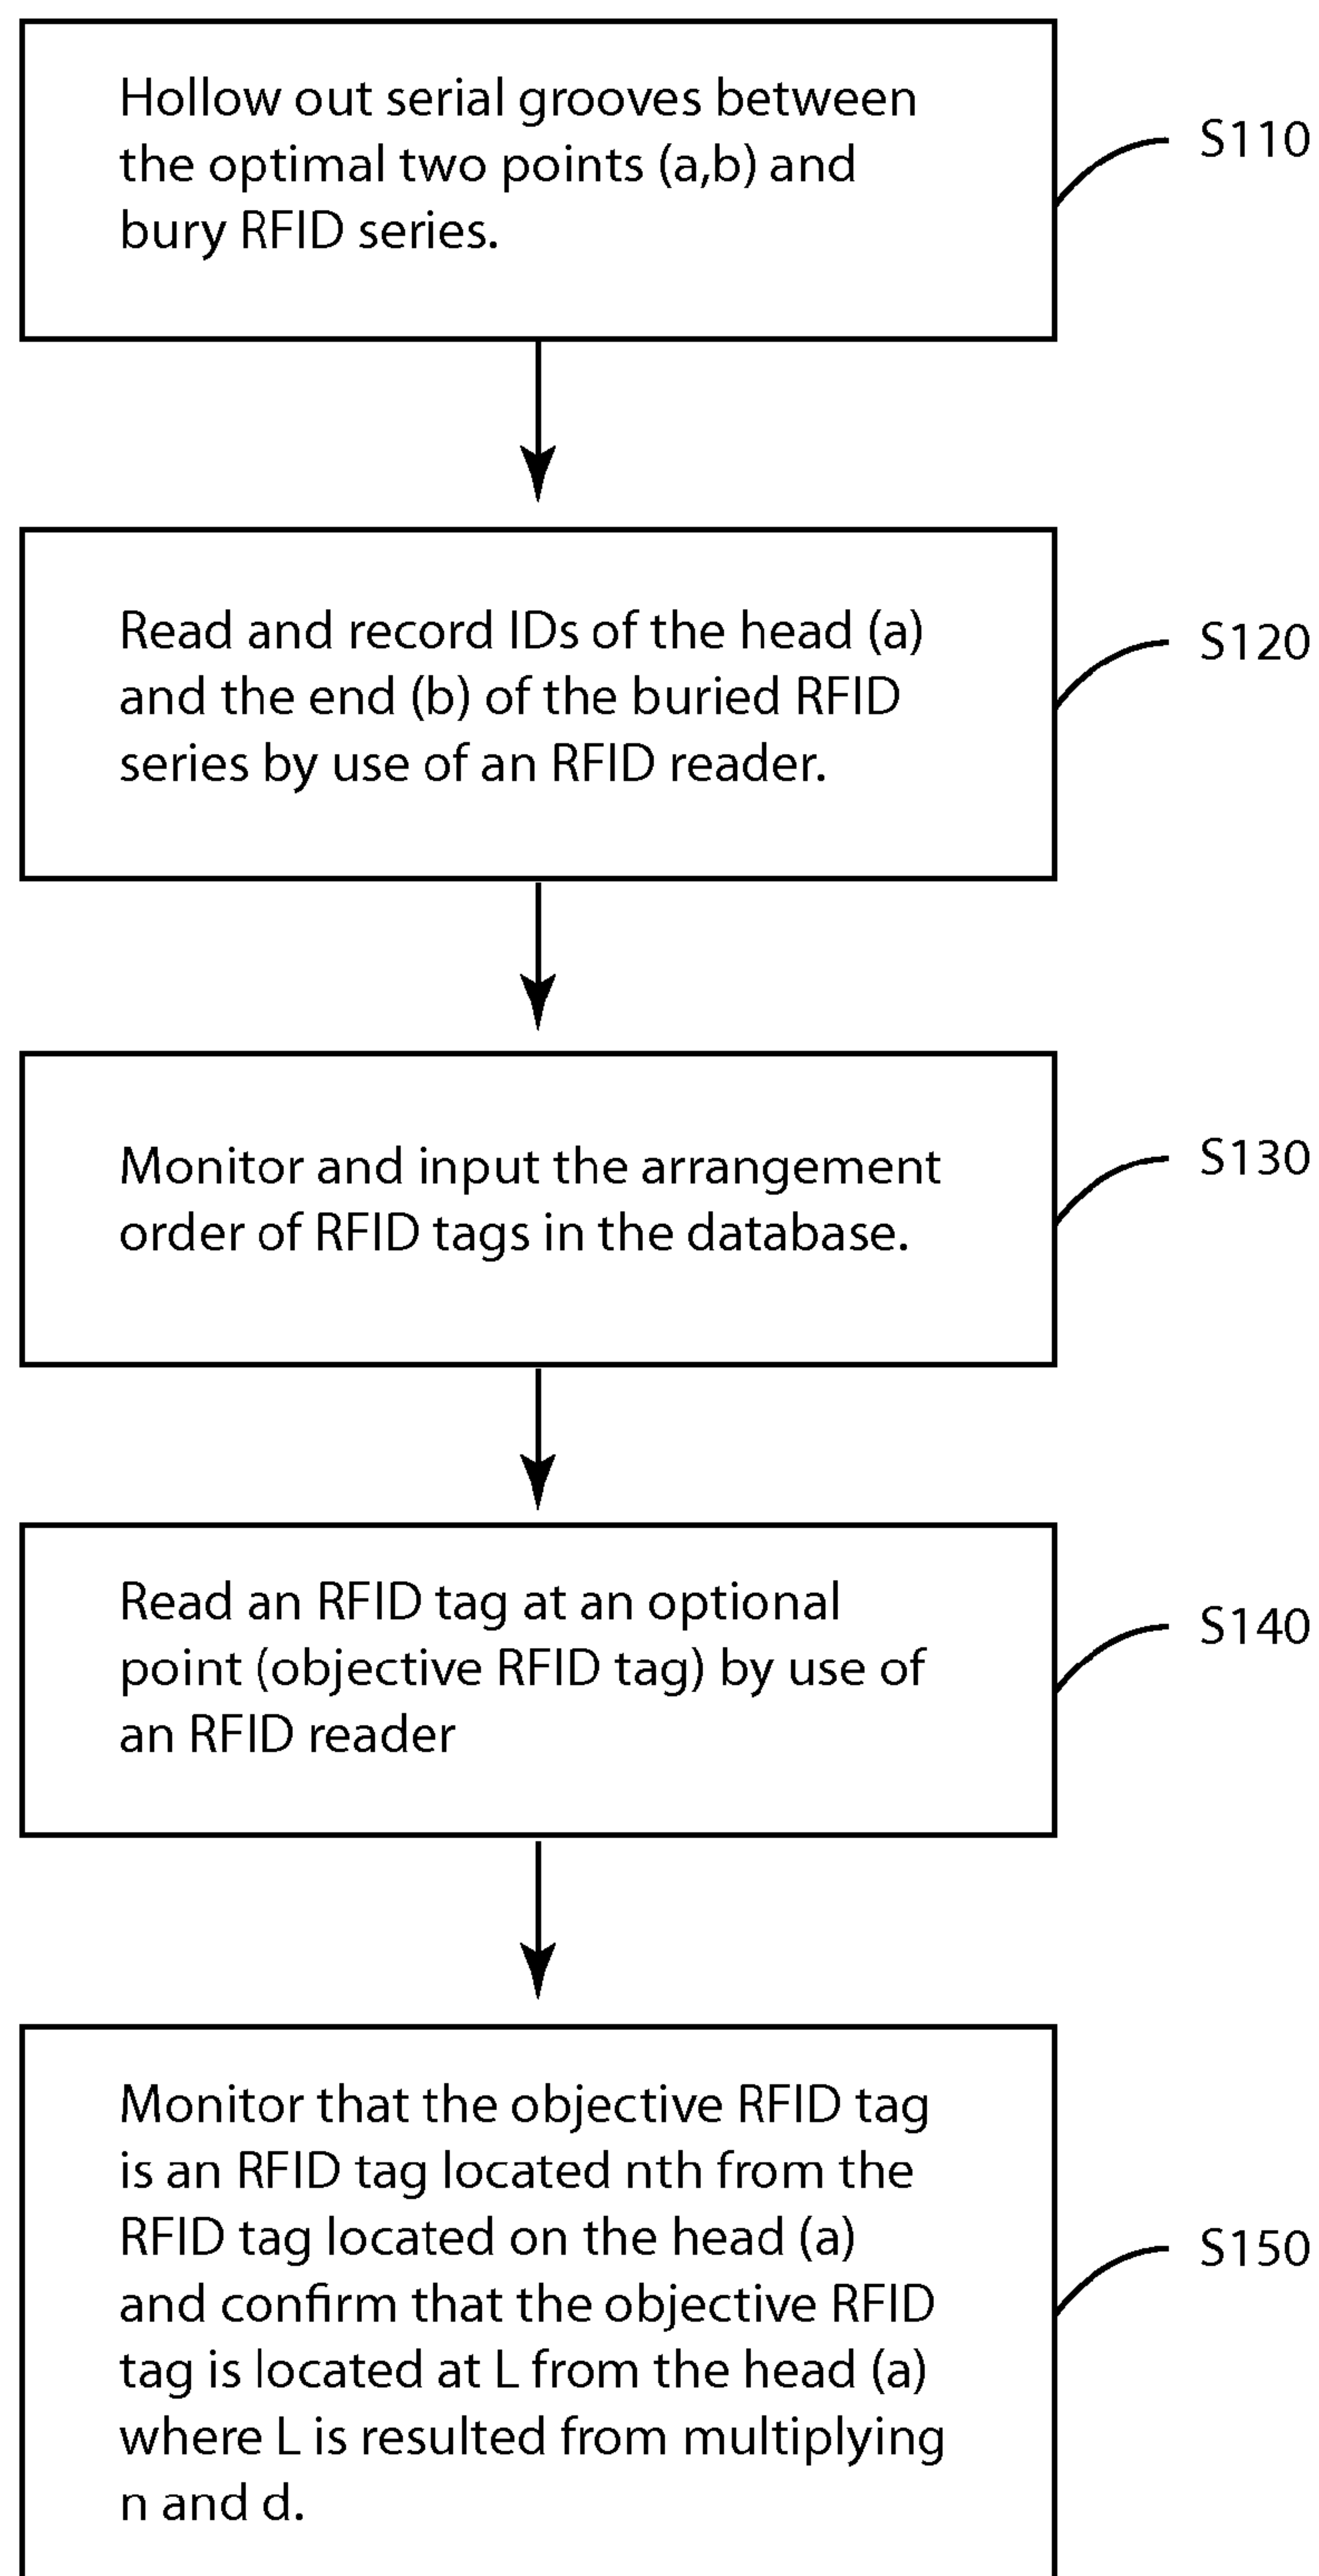 Hollow out serial grooves between
the optimal two points (a,b) and
bury RFID series.
S110
Read and record IDs of the head (a)
and the end (b) of the buried RFID
series by use of an RFID reader.
S120
Monitor and input the arrangement
order of RFID tags in the database.
S130
Read an RFID tag at an optional
point (objective RFID tag) by use of
an RFID reader
S140
Monitor that the objective RFID tag
is an RFID tag located nth from the
RFID tag located on the head (a)
and confirm that the objective RFID
tag is located at L from the head (a)
where L is resulted from multiplying
n and d.
S150